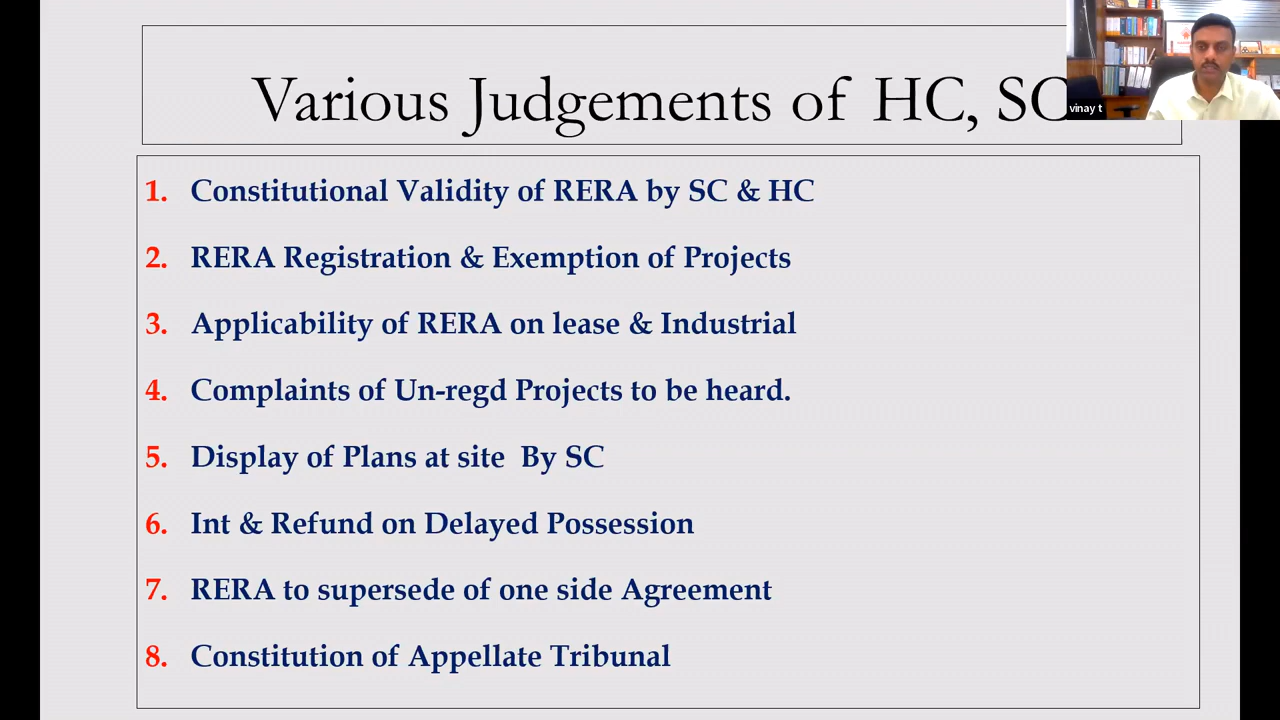 Various Judgements of HC, SC
vinay t
1. Constitutional Validity of RERA by SC & HC
2. RERA Registration & Exemption of Projects
3. Applicability of RERA on lease & Industrial
4. Complaints of Un-regd Projects to be heard.
5. Display of Plans at site By SC
6. Int & Refund on Delayed Possession
7. RERA to supersede of one side Agreement
8. Constitution of Appellate Tribunal